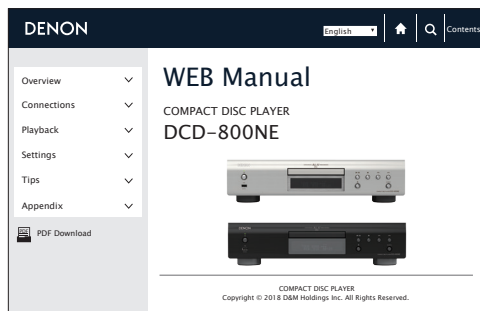 DENON
English
Contents
Overview
Connections
Playback
Settings
Tips
Appendix
PDF Download
WEB Manual
COMPACT DISC PLAYER
DCD-800NE
COMPACT DISC PLAYER
Copyright © 2018 D&M Holdings Inc. All Rights Reserved.